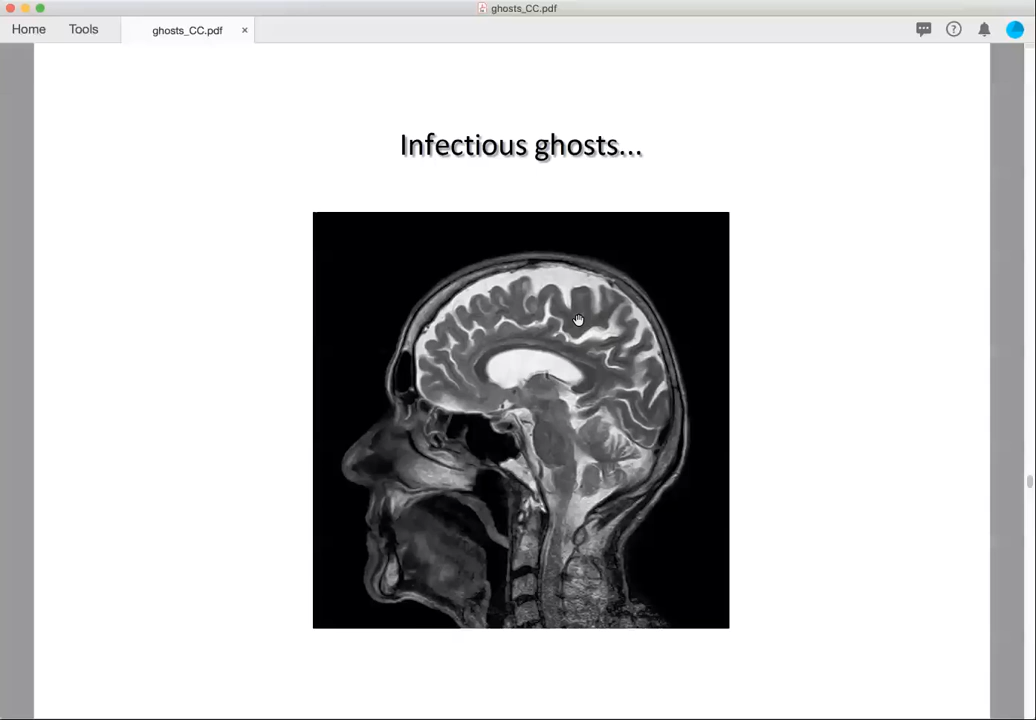 ghosts_CC.pdf
Home
Tools
ghosts_CC.pdf ×
Infectious ghosts...